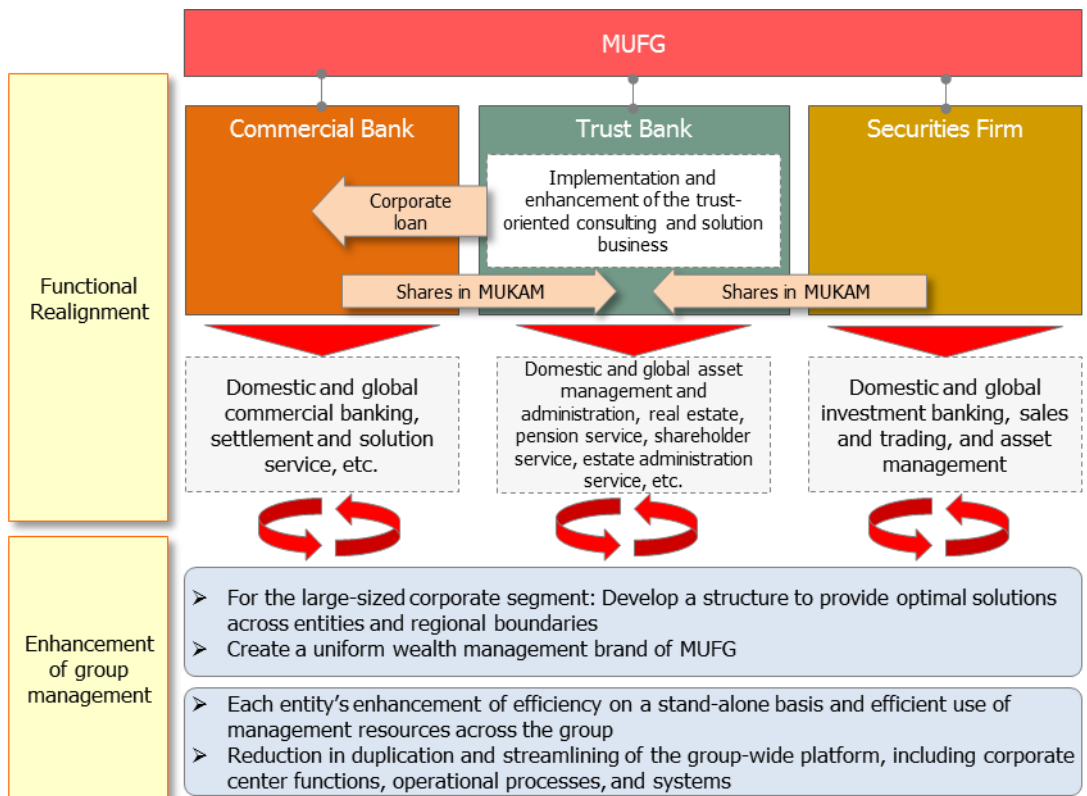 MUFG
Commercial Bank
Trust Bank
Securities Firm
Implementation and
enhancement of the trust-
oriented consulting and solution
business
Corporate
loan
Shares in MUKAM
Shares in MUKAM
Functional
Realignment
Domestic and global
commercial banking,
settlement and solution
service, etc.
Domestic and global asset
management and
administration, real estate,
pension service, shareholder
service, estate administration
service, etc.
Domestic and global
investment banking, sales
and trading, and asset
management
Enhancement
of group
management
➢ For the large-sized corporate segment: Develop a structure to provide optimal solutions
across entities and regional boundaries
➢ Create a uniform wealth management brand of MUFG
➢ Each entity’s enhancement of efficiency on a stand-alone basis and efficient use of
management resources across the group
➢ Reduction in duplication and streamlining of the group-wide platform, including corporate
center functions, operational processes, and systems